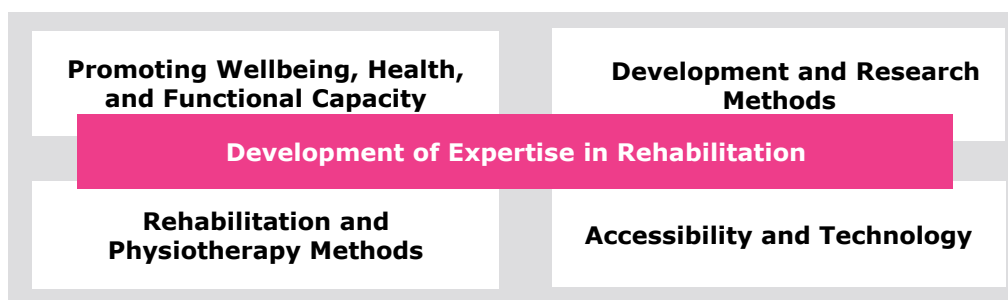 Promoting Wellbeing, Health,
and Functional Capacity
Development and Research
Methods
Development of Expertise in Rehabilitation
Rehabilitation and
Physiotherapy Methods
Accessibility and Technology